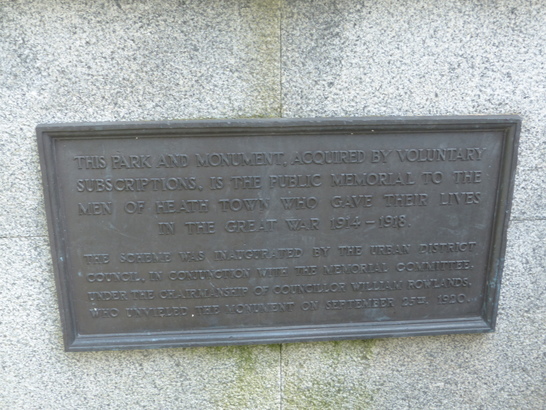 THIS PARK AND MONUMENT, ACQUIRED BY VOLUNTARY
SUBSCRIPTIONS, IS THE PUBLIC MEMORIAL TO THE
MEN OF HEATH TOWN WHO GAVE THEIR LIVES
IN THE GREAT WAR 1914-1918.
THE SCHEME WAS INAUGURATED BY THE URBAN DISTRICT
COUNCIL, IN CONJUNCTION WITH THE MEMORIAL COMMITTEE,
UNDER THE CHAIRMANSHIP OF COUNCILLOR WILLIAM ROWLANDS,
WHO UNVEILED THE MONUMENT ON SEPTEMBER 25TH, 1920.